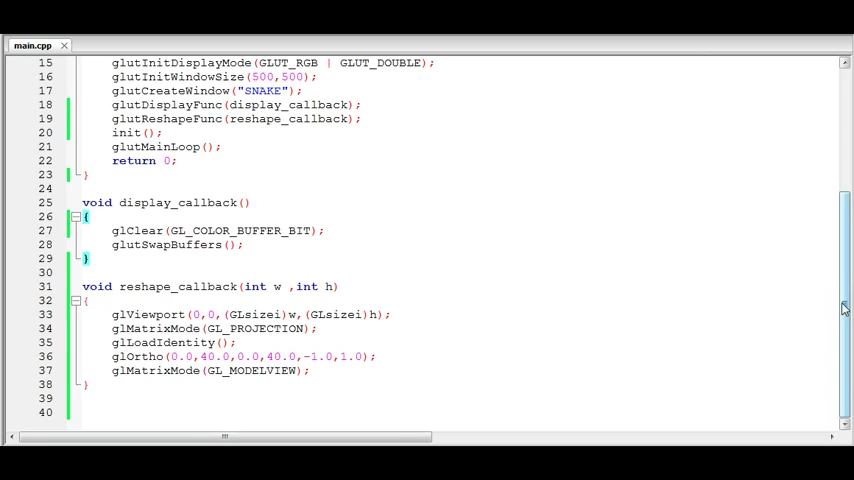 main.cpp
15 glutInitDisplayMode(GLUT_RGB | GLUT_DOUBLE);
16 glutInitWindowSize(500,500);
17 glutCreateWindow("SNAKE");
18 glutDisplayFunc(display_callback);
19 glutReshapeFunc(reshape_callback);
20 init();
21 glutMainLoop();
22 return 0;
23 }
24
25 void display_callback()
26 {
27 glClear(GL_COLOR_BUFFER_BIT);
28 glutSwapBuffers();
29 }
30
31 void reshape_callback(int w ,int h)
32 {
33 glViewport(0,0,(GLsizei)w,(GLsizei)h);
34 glMatrixMode(GL_PROJECTION);
35 glLoadIdentity();
36 glOrtho(0.0,40.0,0.0,40.0,-1.0,1.0);
37 glMatrixMode(GL_MODELVIEW);
38 }
39
40